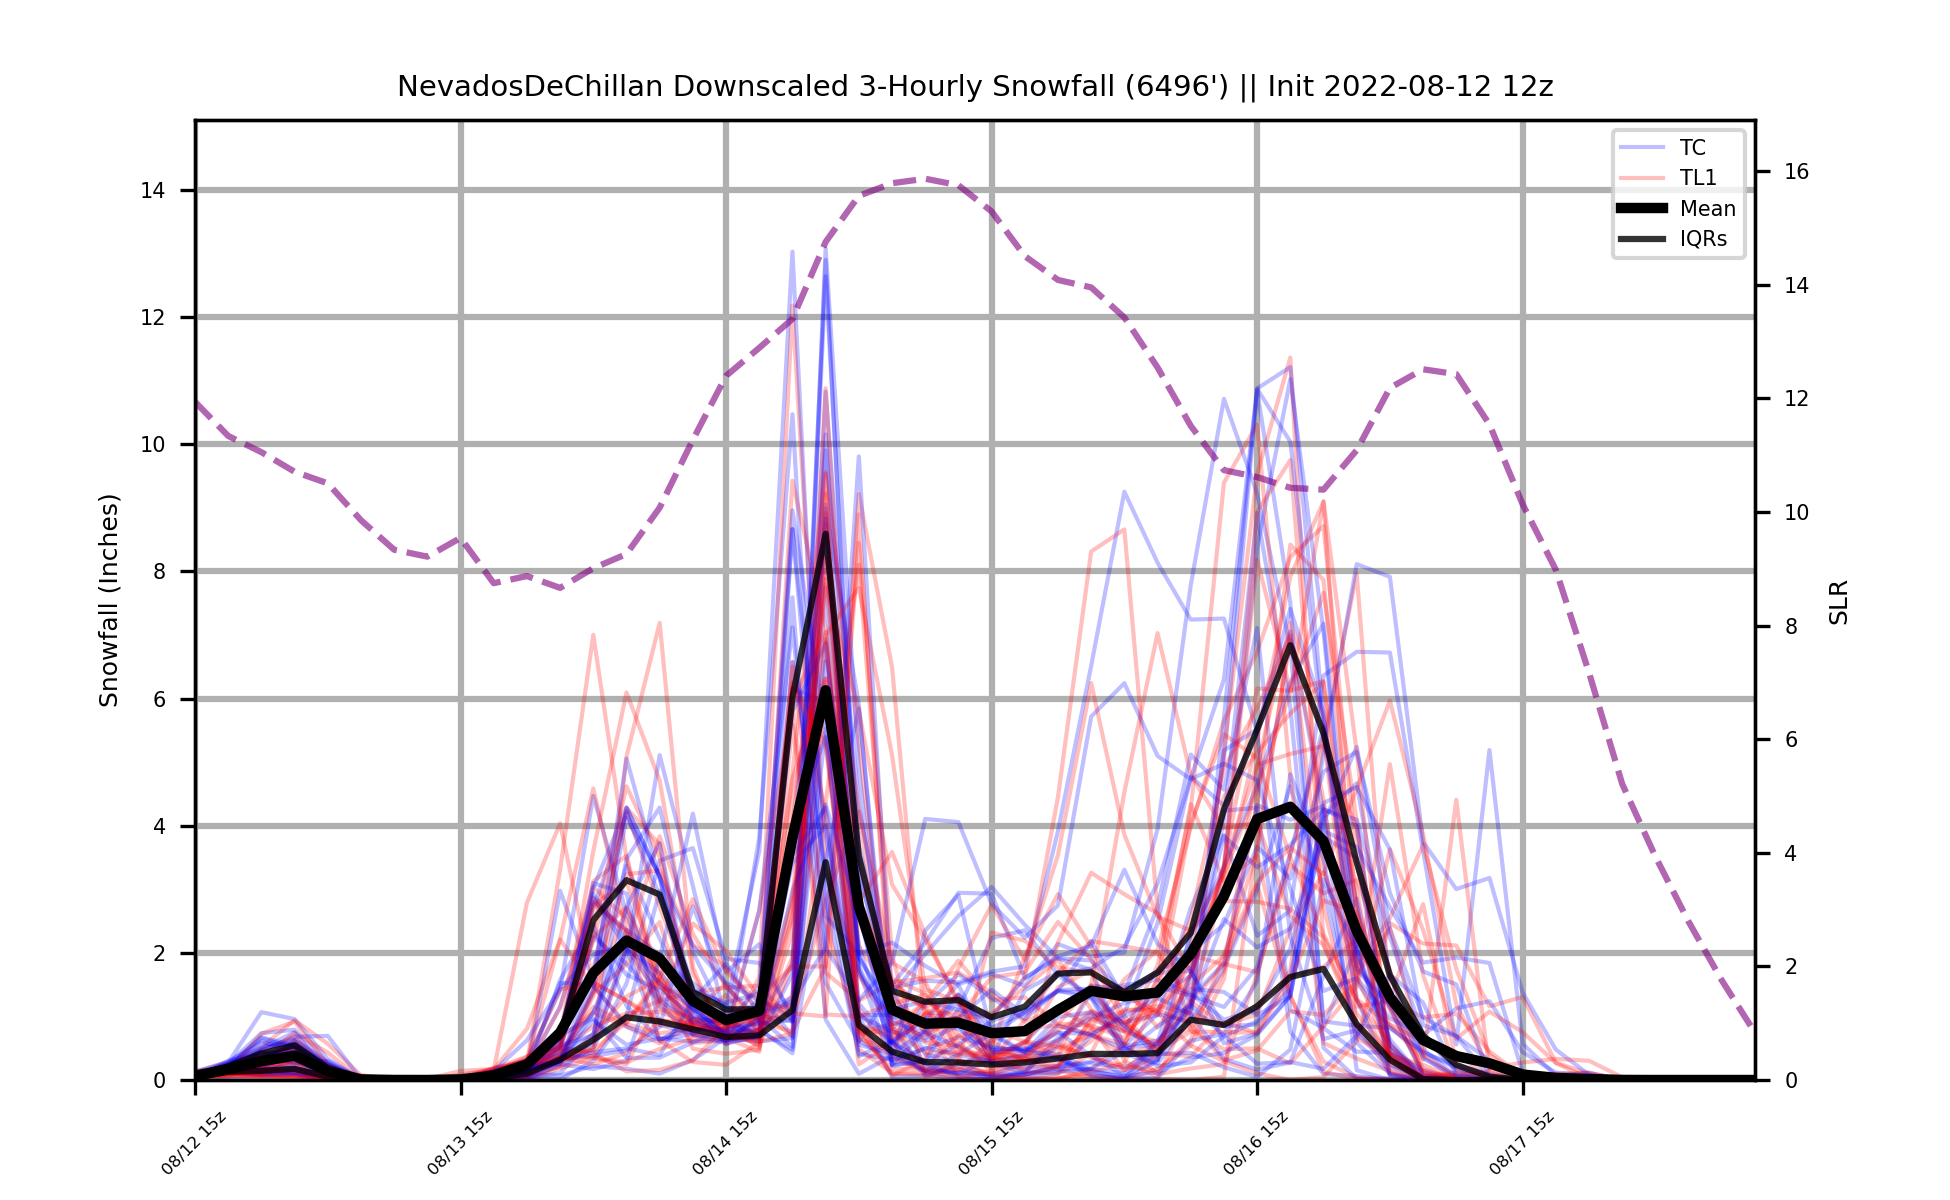 NevadosDeChillan Downscaled 3-Hourly Snowfall (6496') || Init 2022-08-12 12z
TC
TL1
Mean
IQRs
Snowfall (Inches)
14
12
10
8
6
4
2
0
SLR
16
14
12
10
8
6
4
2
0
08/12 15z
08/13 15z
08/14 15z
08/15 15z
08/16 15z
08/17 15z